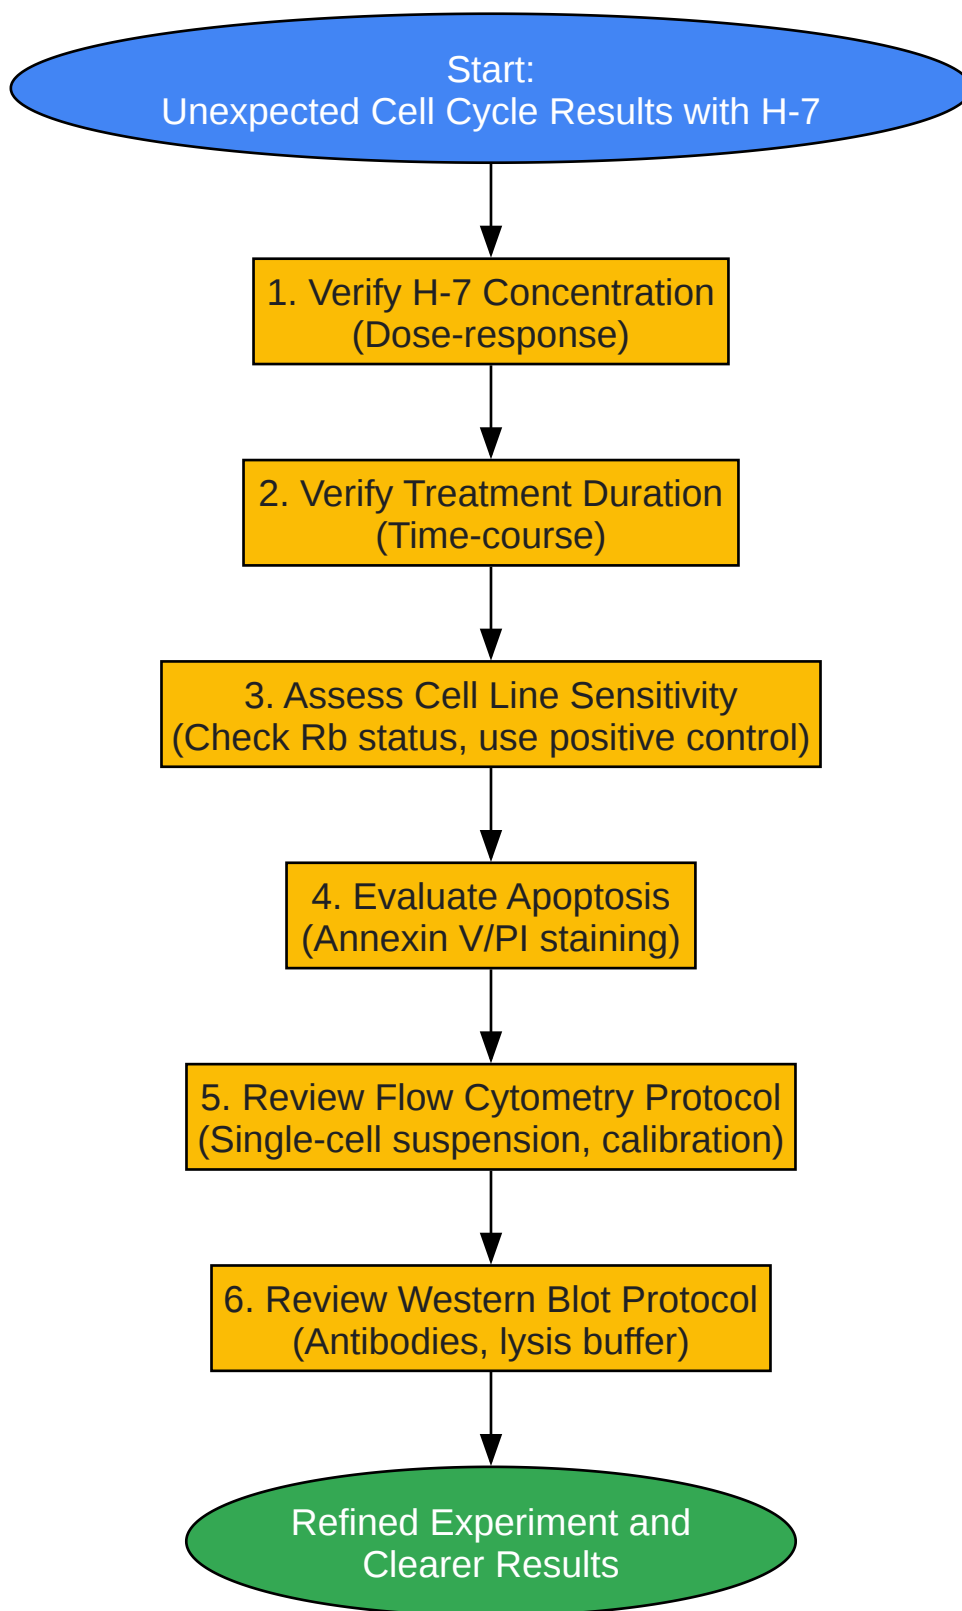 Start:
Unexpected Cell Cycle Results with H-7
1. Verify H-7 Concentration
(Dose-response)
2. Verify Treatment Duration
(Time-course)
3. Assess Cell Line Sensitivity
(Check Rb status, use positive control)
4. Evaluate Apoptosis
(Annexin V/PI staining)
5. Review Flow Cytometry Protocol
(Single-cell suspension, calibration)
6. Review Western Blot Protocol
(Antibodies, lysis buffer)
Refined Experiment and
Clearer Results